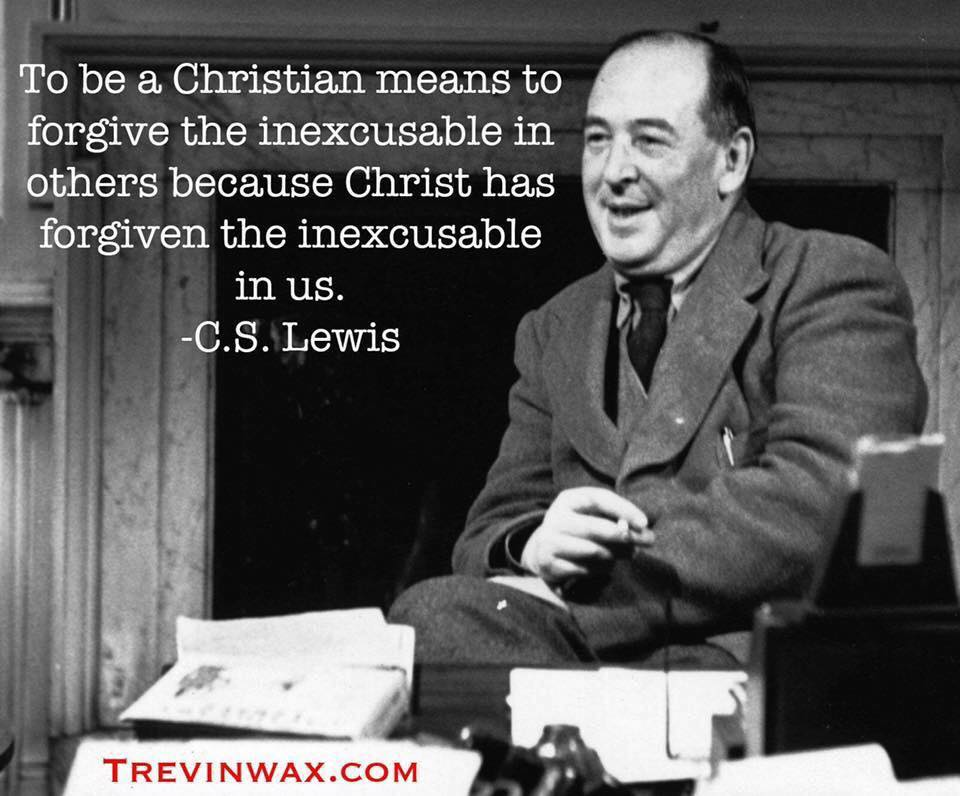 To be a Christian means to
forgive the inexcusable in
others because Christ has
forgiven the inexcusable
in us.
-C.S. Lewis
TREVINWAX.COM